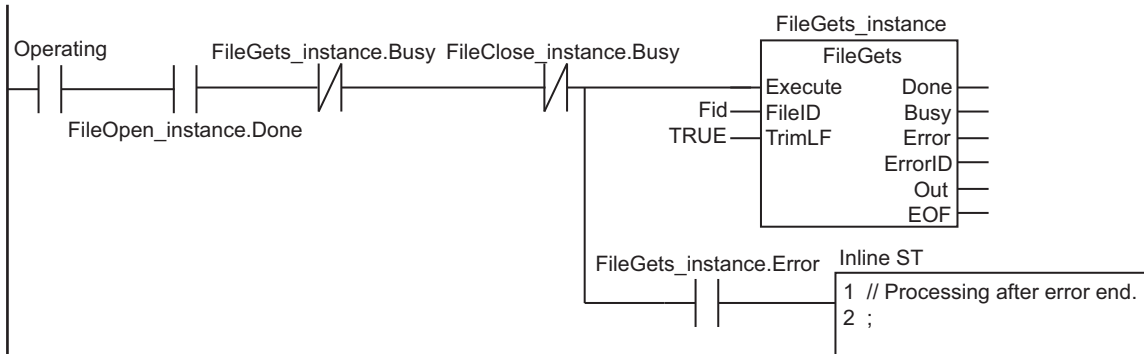 FileGets_instance
Operating
FileGets_instance.Busy
FileClose_instance.Busy
FileGets
Execute
Done
Fid
FileID
Busy
FileOpen_instance.Done
TRUE
TrimLF
Error
ErrorID
Out
EOF
FileGets_instance.Error
Inline ST
1 // Processing after error end.
2 ;